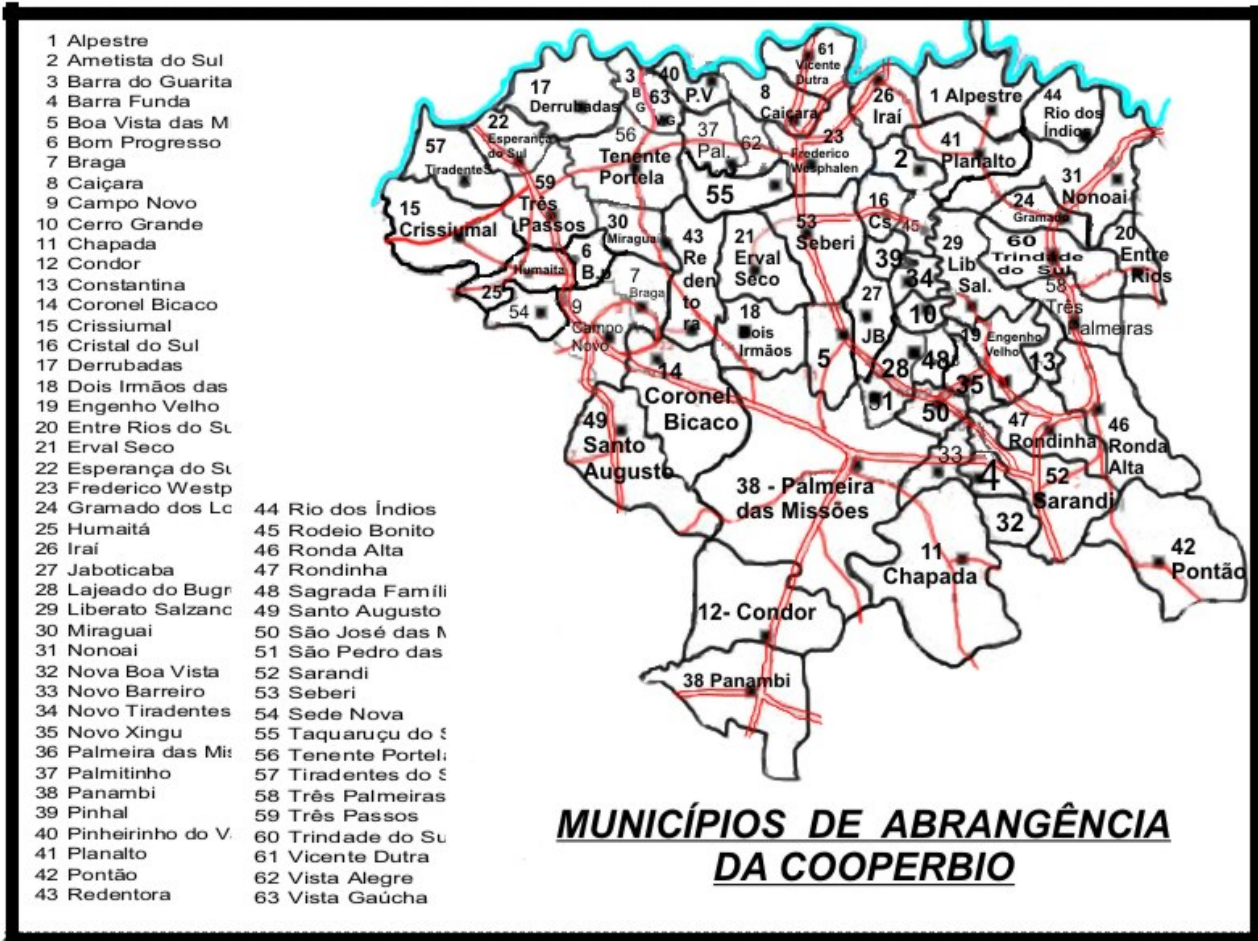 1 Alpestre
2 Ametista do Sul
3 Barra do Guarita
4 Barra Funda
5 Boa Vista das M
6 Bom Progresso
7 Braga
8 Caiçara
9 Campo Novo
10 Cerro Grande
11 Chapada
12 Condor
13 Constantina
14 Coronel Bicaco
15 Crissiumal
16 Cristal do Sul
17 Derrubadas
18 Dois Irmãos das
19 Engenho Velho
20 Entre Rios do Su
21 Erval Seco
22 Esperança do Su
23 Frederico Westp
24 Gramado dos Lo
25 Humaitá
26 Iraí
27 Jaboticaba
28 Lajeado do Bugr
29 Liberato Salzano
30 Miraguai
31 Nonoai
32 Nova Boa Vista
33 Novo Barreiro
34 Novo Tiradentes
35 Novo Xingu
36 Palmeira das Mis
37 Palmitinho
38 Panambi
39 Pinhal
40 Pinheirinho do V
41 Planalto
42 Pontão
43 Redentora
44 Rio dos Índios
45 Rodeio Bonito
46 Ronda Alta
47 Rondinha
48 Sagrada Famíli
49 Santo Augusto
50 São José das M
51 São Pedro das
52 Sarandi
53 Seberi
54 Sede Nova
55 Taquaruçu do S
56 Tenente Portela
57 Tiradentes do S
58 Três Palmeiras
59 Três Passos
60 Trindade do Su
61 Vicente Dutra
62 Vista Alegre
63 Vista Gaúcha
61
Vicente
Dutra
17
Derrubadas
3
B
G
40
P.V
63
VG
8
Caiçara
26
Iraí
1 Alpestre
44
Rio dos
Índios
22
Esperança
do Sul
57
Tiradentes
56
Tenente
Portela
37
Pal.
62
23
Frederico
Wesphalen
2
41
Planalto
31
Nonoai
55
59
Três
Passos
15
Crissiumal
30
Miragua
16
Cs
45
24
Gramado
53
Seberi
43
Re
den
to
ra
21
Erval
Seco
29
Lib
Sal.
60
Trindade
do Sul
20
Entre
Rios
6
B.p
Humaita
7
Braga
39
34
58
Três
almeiras
25
54
9
Campo
Novo
18
Dois
Irmãos
27
JB
10
19
Engenho
Velho
13
5
28
48
35
14
Coronel
Bicaco
51
50
49
Santo
Augusto
47
Rondinha
46
Ronda
Alta
33
4
52
Sarandi
38 - Palmeira
das Missões
32
11
Chapada
42
Pontão
12- Condor
38 Panambi
MUNICÍPIOS DE ABRANGÊNCIA
DA COOPERBIO